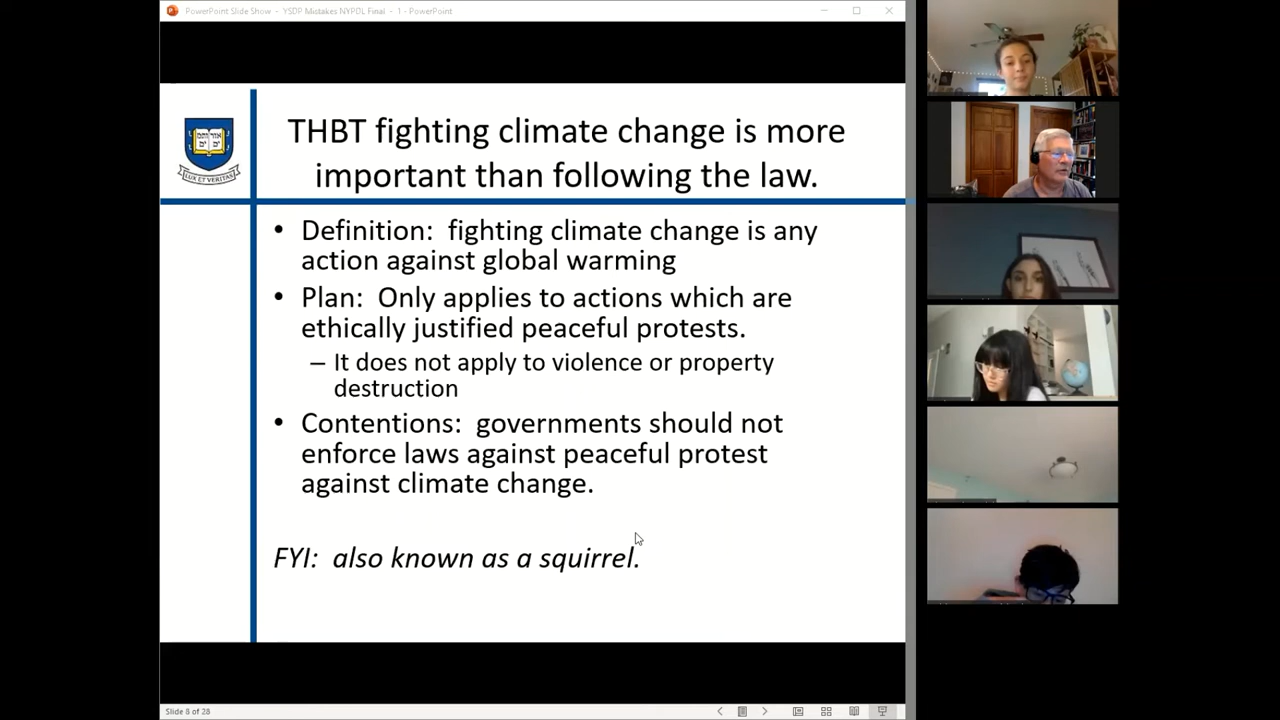 PowerPoint Slide Show - YSDP Mistakes NYPDL Final - 1 - PowerPoint
THBT fighting climate change is more
important than following the law.
LUX ET VERITAS
• Definition: fighting climate change is any
action against global warming
• Plan: Only applies to actions which are
ethically justified peaceful protests.
– It does not apply to violence or property
destruction
• Contentions: governments should not
enforce laws against peaceful protest
against climate change.
FYI: also known as a squirrel.
Slide 8 of 28